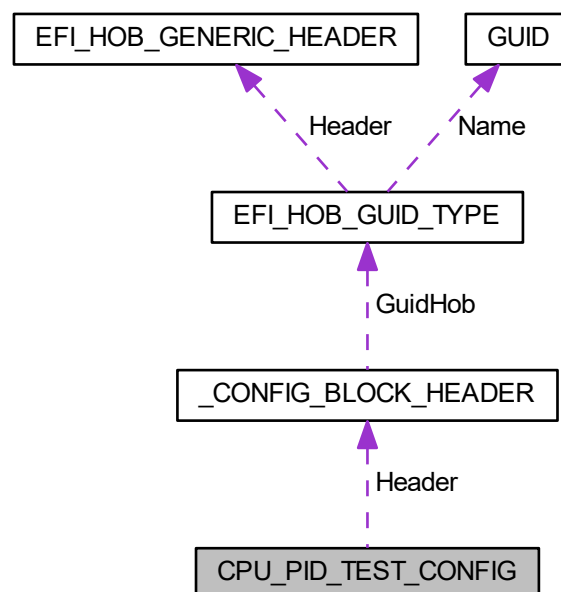 EFI_HOB_GENERIC_HEADER
GUID
Header
Name
EFI_HOB_GUID_TYPE
GuidHob
_CONFIG_BLOCK_HEADER
Header
CPU_PID_TEST_CONFIG